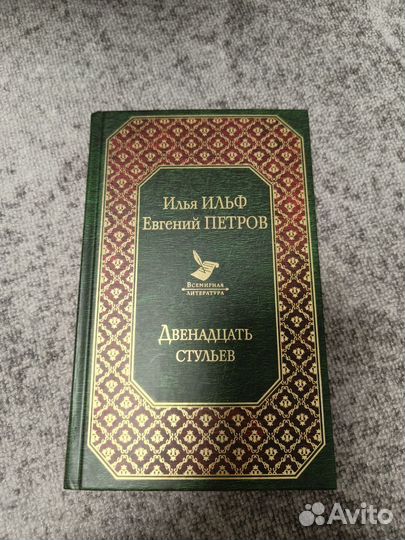 Илья ИЛЬФ
Евгений ПЕТРОВ
Всемирная
литература
Двенадцать
стульев
Avito